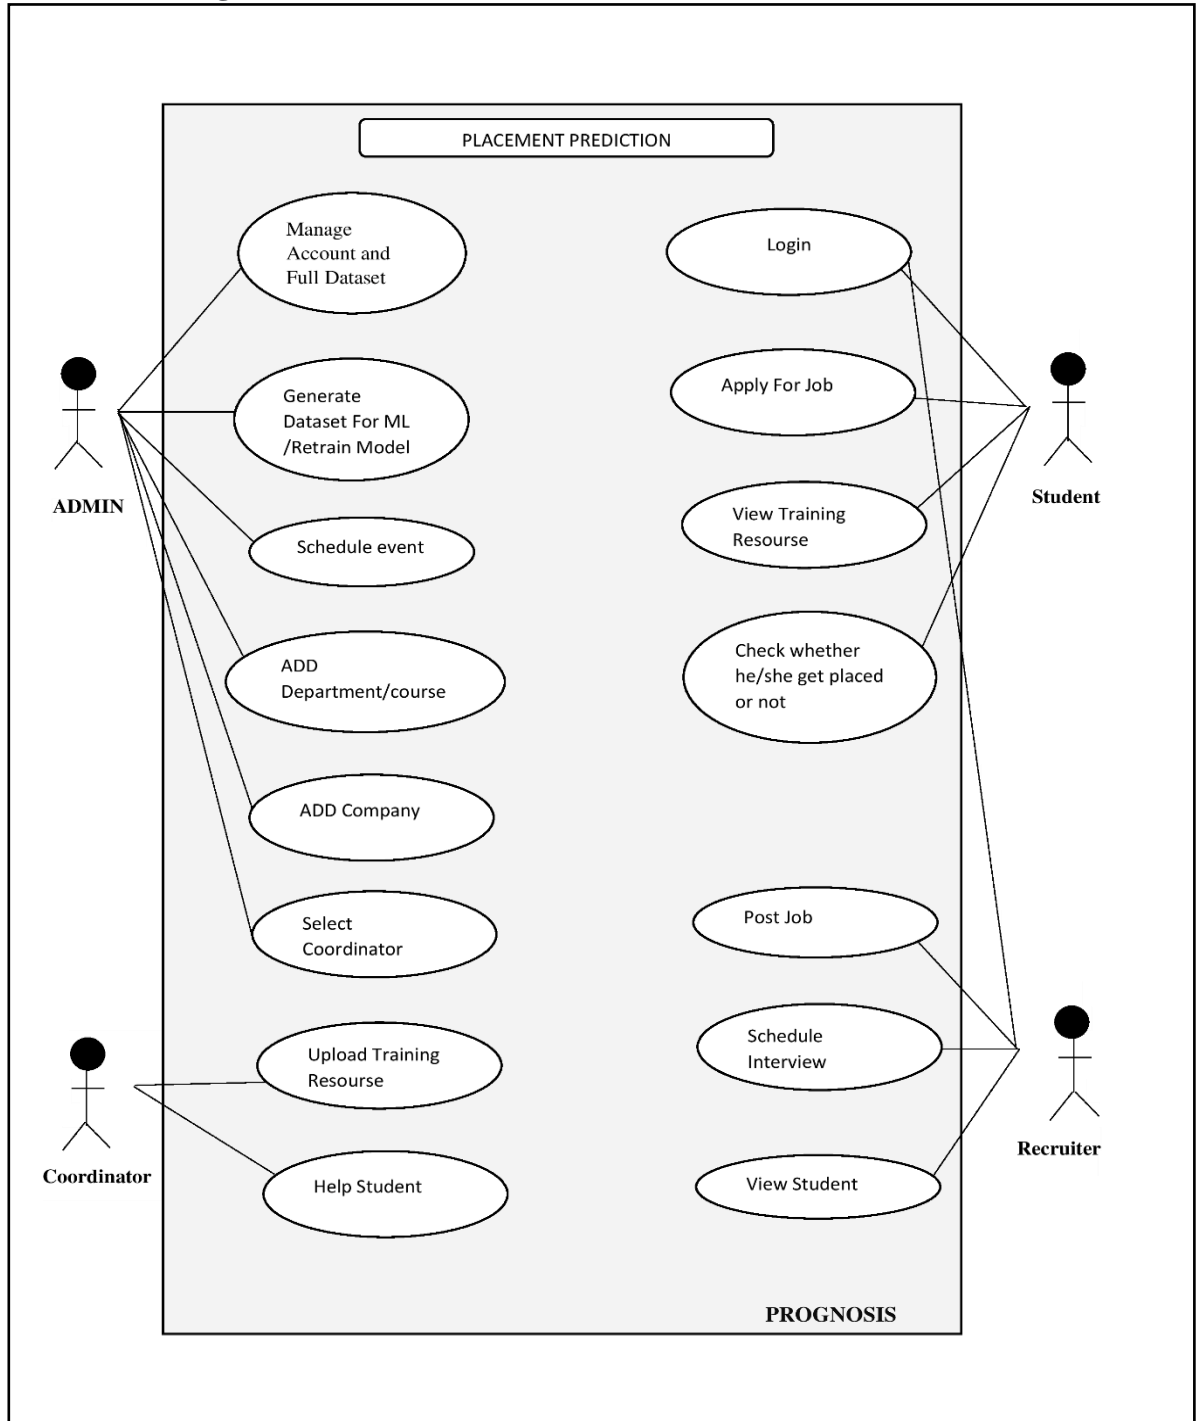 PLACEMENT PREDICTION
Manage
Account and
Full Dataset
Login
Generate
Dataset For ML
/Retrain Model
Apply For Job
ADMIN
Student
Schedule event
View Training
Resourse
ADD
Department/course
Check whether
he/she get placed
or not
ADD Company
Select
Coordinator
Post Job
Upload Training
Resourse
Schedule
Interview
Coordinator
Recruiter
Help Student
View Student
PROGNOSIS